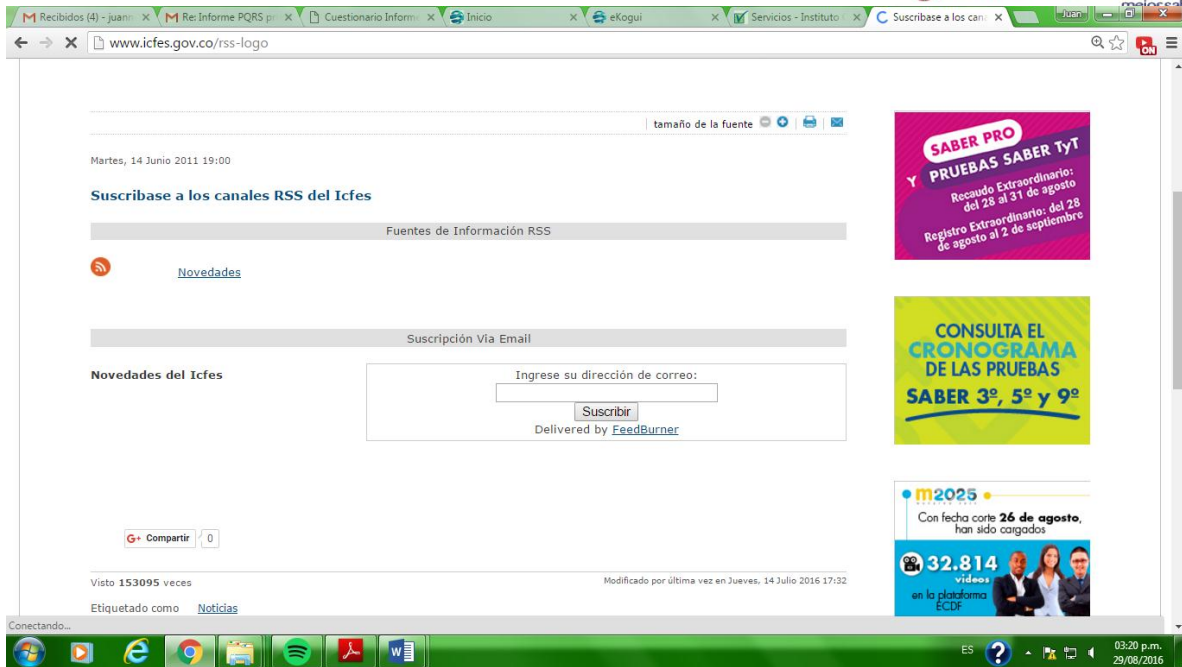 Recibidos (4) - juanm
Re: Informe PQRS pr
Cuestionario Inform
Inicio
eKogui
Servicios - Instituto
Suscribase a los can
Juan
www.icfes.gov.co/rss-logo
ON
tamaño de la fuente
Martes, 14 Junio 2011 19:00
Suscribase a los canales RSS del Icfes
Fuentes de Información RSS
Novedades
Suscripción Via Email
Novedades del Icfes
Ingrese su dirección de correo:
Suscribir
Delivered by FeedBurner
G+ Compartir 0
Visto 153095 veces
Modificado por última vez en Jueves, 14 Julio 2016 17:32
Etiquetado como Noticias
SABER PRO
Y PRUEBAS SABER TyT
Recaudo Extraordinario:
del 28 al 31 de agosto
Registro Extraordinario: del 28
de agosto al 2 de septiembre
CONSULTA EL
CRONOGRAMA
DE LAS PRUEBAS
SABER 3º, 5º y 9º
m2025
Con fecha corte 26 de agosto,
han sido cargados
32.814
videos
en la plataforma
ECDF
Conectando...
ES
03:20 p.m.
29/08/2016